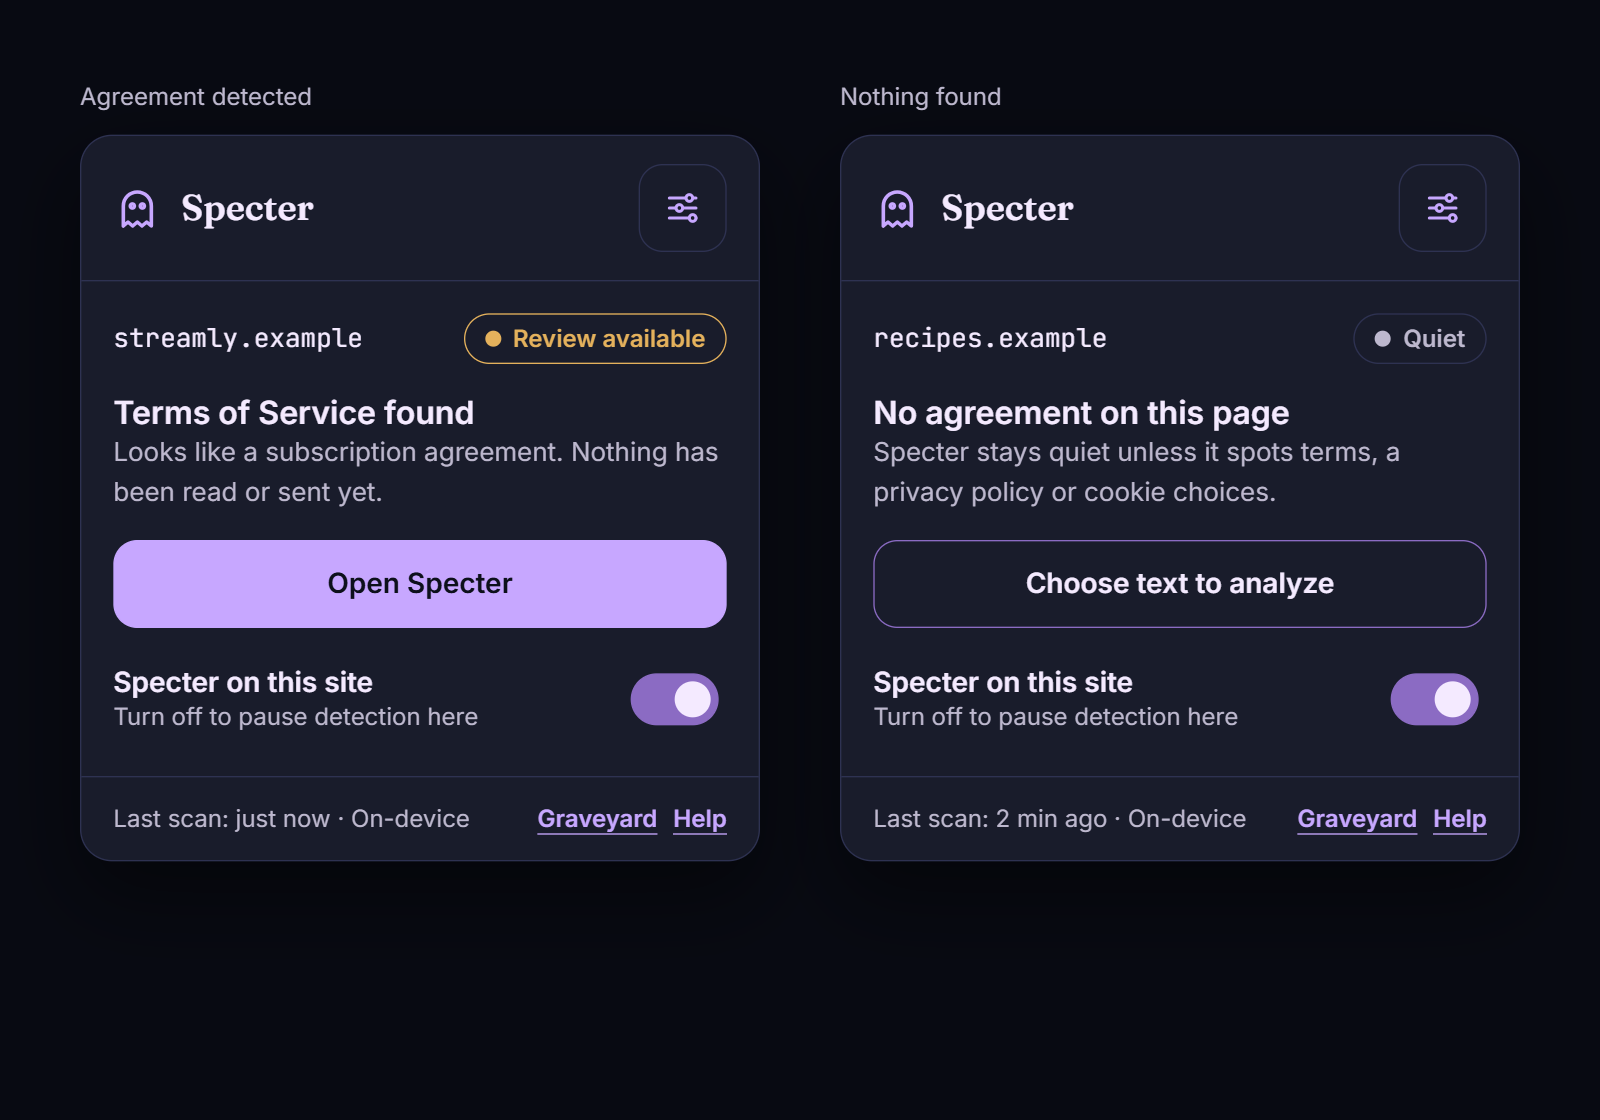 Agreement detected
Specter
streamly.example
Review available
Terms of Service found
Looks like a subscription agreement. Nothing has
been read or sent yet.
Open Specter
Specter on this site
Turn off to pause detection here
Last scan: just now · On-device
Graveyard Help
Nothing found
Specter
recipes.example
Quiet
No agreement on this page
Specter stays quiet unless it spots terms, a
privacy policy or cookie choices.
Choose text to analyze
Specter on this site
Turn off to pause detection here
Last scan: 2 min ago · On-device
Graveyard Help